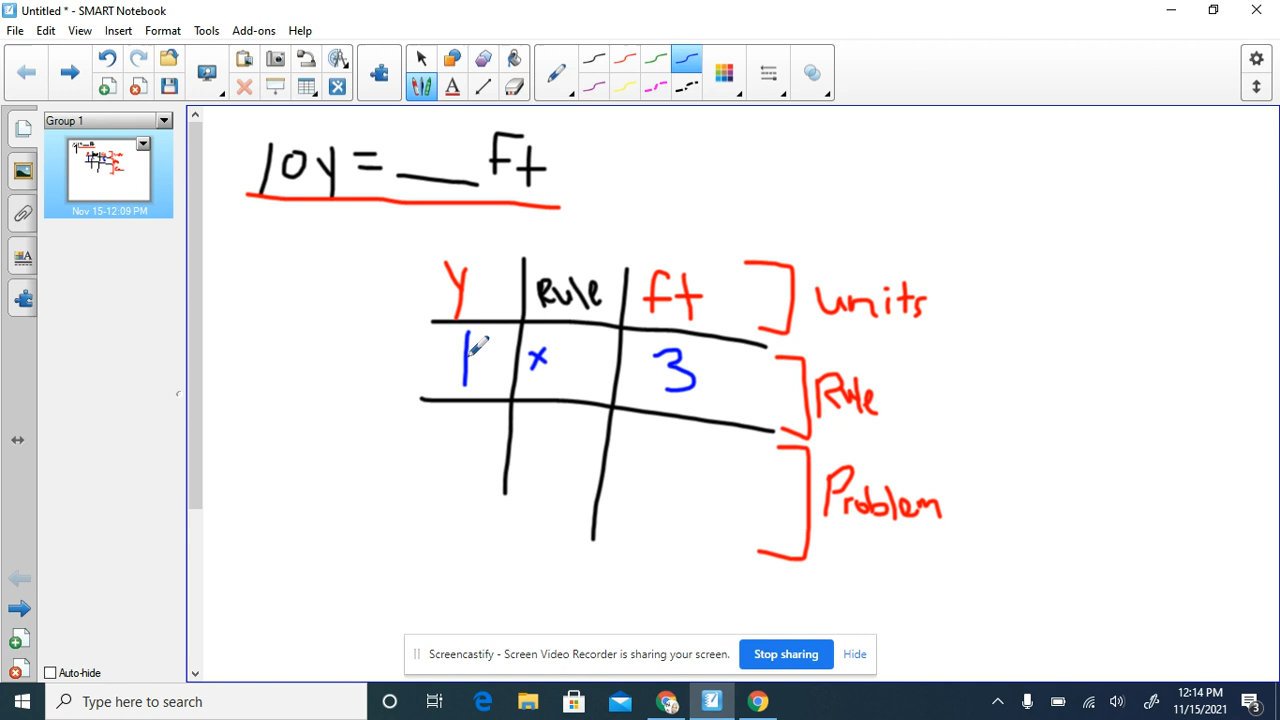 Untitled * - SMART Notebook
File Edit View Insert Format Tools Add-ons Help
Group 1
Nov 15-12:09 PM
10y = ___ Ft
y Rule ft
units
1 x 3
Rule
Problem
Screencastify - Screen Video Recorder is sharing your screen. Stop sharing Hide
Auto-hide
Type here to search
12:14 PM
11/15/2021
3